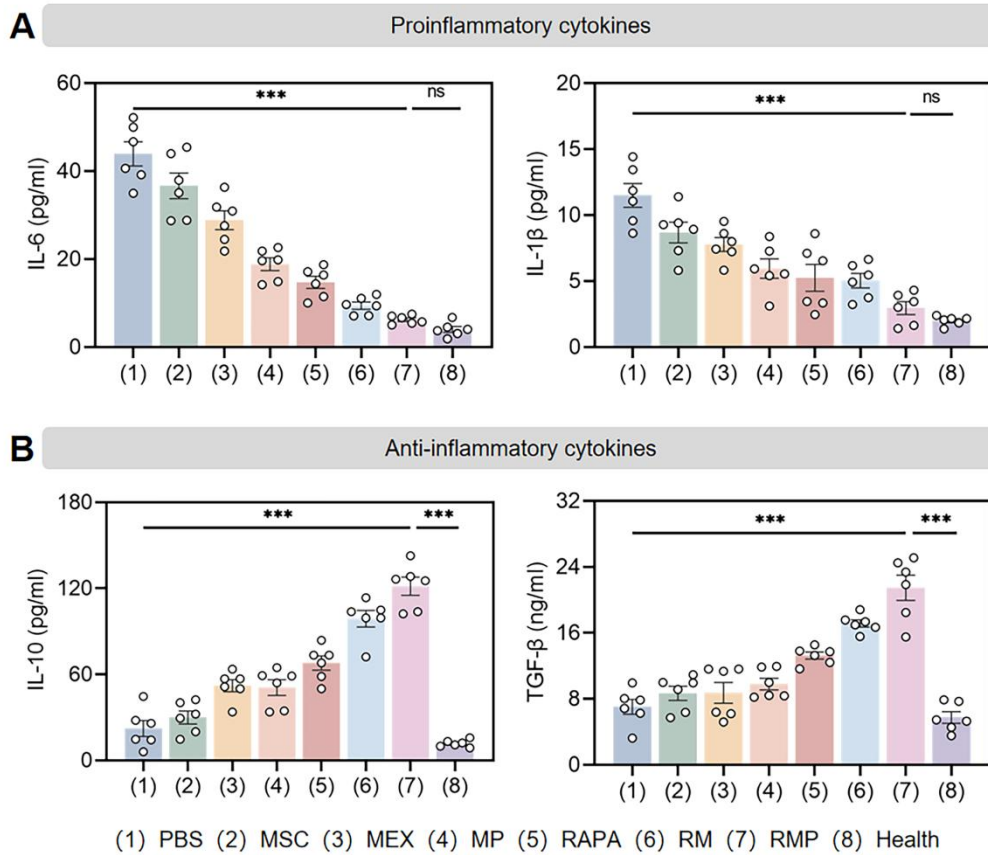 A Proinflammatory cytokines
60
40
20
0
IL-6 (pg/ml)
*** ns
(1) (2) (3) (4) (5) (6) (7) (8)
20
15
10
5
0
IL-1β (pg/ml)
*** ns
(1) (2) (3) (4) (5) (6) (7) (8)
B Anti-inflammatory cytokines
180
120
60
0
IL-10 (pg/ml)
*** ***
(1) (2) (3) (4) (5) (6) (7) (8)
32
24
16
8
0
TGF-β (ng/ml)
*** ***
(1) (2) (3) (4) (5) (6) (7) (8)
(1) PBS (2) MSC (3) MEX (4) MP (5) RAPA (6) RM (7) RMP (8) Health